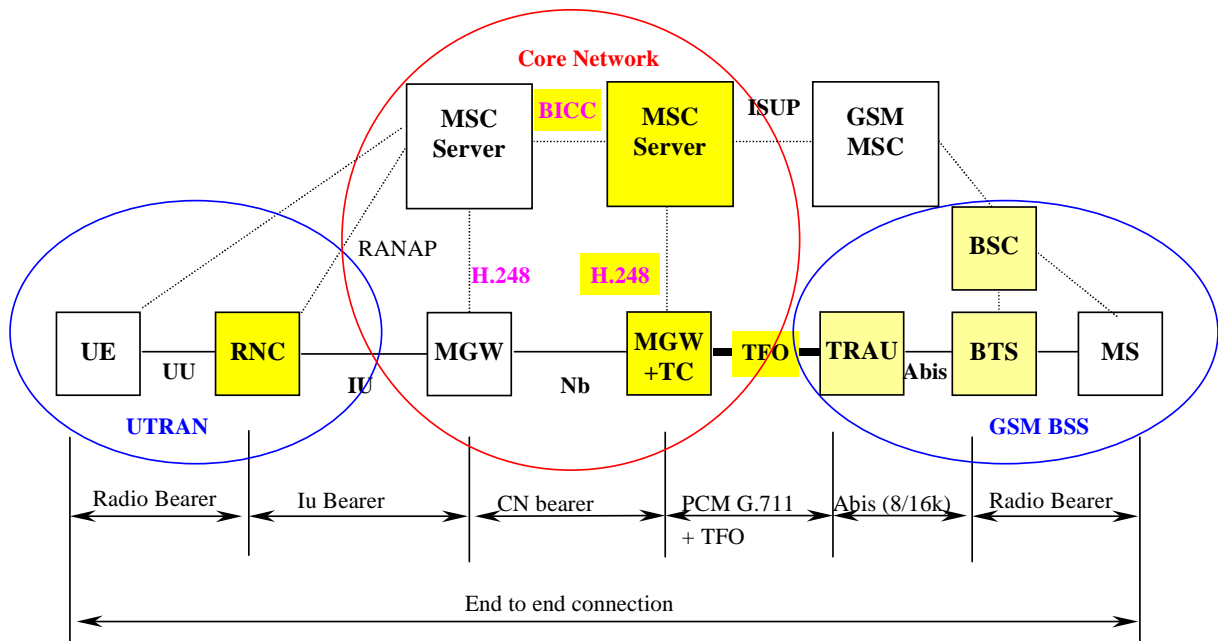 Core Network
MSC
Server
BICC
MSC
Server
ISUP
GSM
MSC
RANAP
H.248
H.248
BSC
UE
UU
RNC
IU
MGW
Nb
MGW
+TC
TFO
TRAU
Abis
BTS
MS
UTRAN
GSM BSS
Radio Bearer
Iu Bearer
CN bearer
PCM G.711
+ TFO
Abis (8/16k)
Radio Bearer
End to end connection